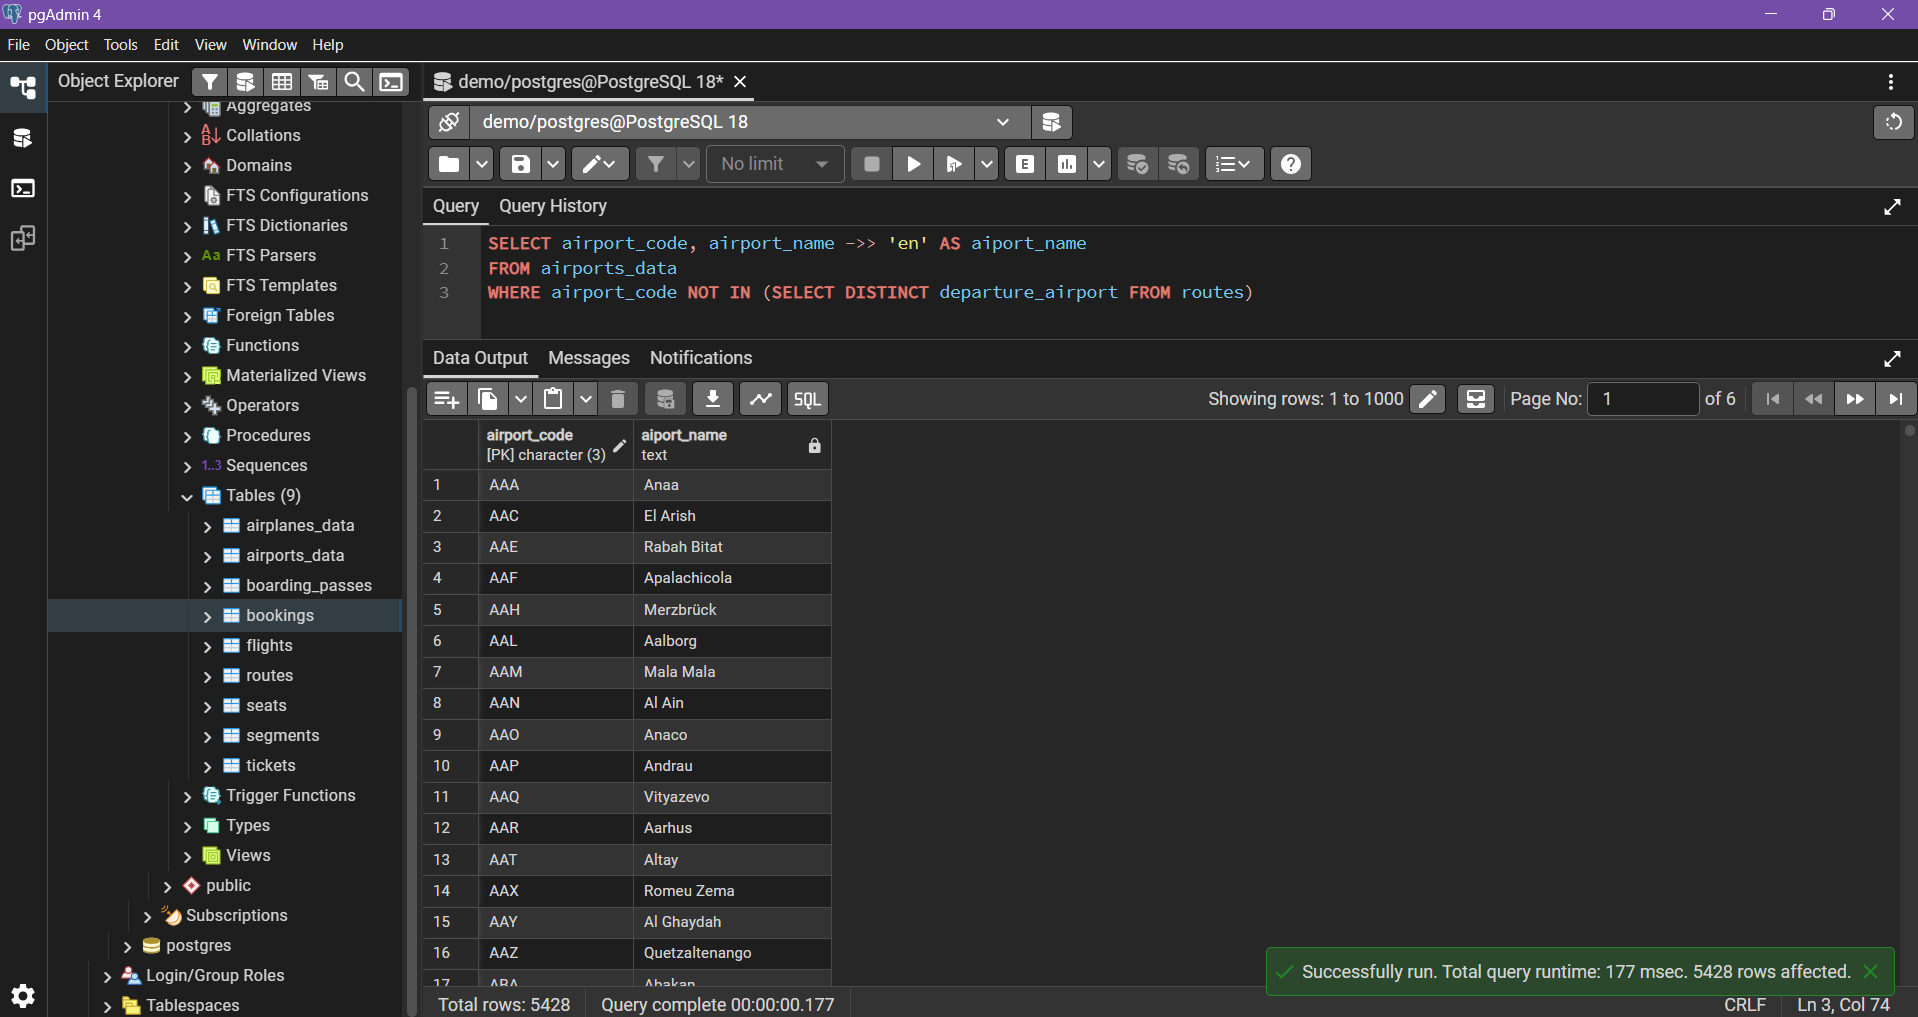 pgAdmin 4
File Object Tools Edit View Window Help
Object Explorer
demo/postgres@PostgreSQL 18*
demo/postgres@PostgreSQL 18
No limit
Query Query History
1 SELECT airport_code, airport_name ->> 'en' AS aiport_name
2 FROM airports_data
3 WHERE airport_code NOT IN (SELECT DISTINCT departure_airport FROM routes)
Data Output Messages Notifications
SQL
Showing rows: 1 to 1000 Page No: 1 of 6
airport_code aiport_name
[PK] character (3) text
1 AAA Anaa
2 AAC El Arish
3 AAE Rabah Bitat
4 AAF Apalachicola
5 AAH Merzbrück
6 AAL Aalborg
7 AAM Mala Mala
8 AAN Al Ain
9 AAO Anaco
10 AAP Andrau
11 AAQ Vityazevo
12 AAR Aarhus
13 AAT Altay
14 AAX Romeu Zema
15 AAY Al Ghaydah
16 AAZ Quetzaltenango
17 ABA Abakan
Aggregates
Collations
Domains
FTS Configurations
FTS Dictionaries
FTS Parsers
FTS Templates
Foreign Tables
Functions
Materialized Views
Operators
Procedures
1..3 Sequences
Tables (9)
airplanes_data
airports_data
boarding_passes
bookings
flights
routes
seats
segments
tickets
Trigger Functions
Types
Views
public
Subscriptions
postgres
Login/Group Roles
Tablespaces
Successfully run. Total query runtime: 177 msec. 5428 rows affected.
Total rows: 5428 Query complete 00:00:00.177 CRLF Ln 3, Col 74